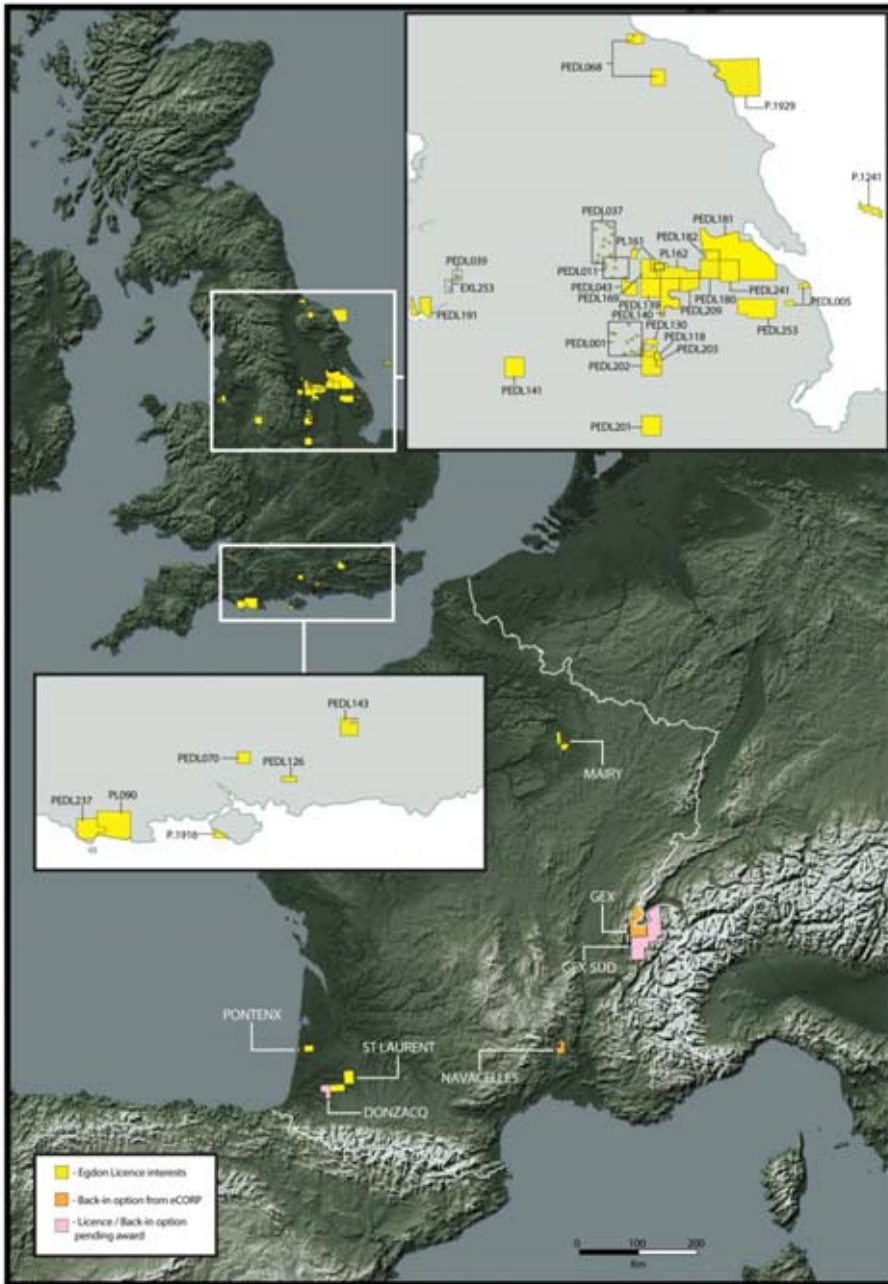 PEDL068
P.1929
P.1241
PEDL037
PEDL181
PL161
PEDL182
PEDL039
PL162
PEDL011
EXL253
PEDL043
PEDL241
PEDL169
PEDL180
PEDL005
PEDL191
PEDL139
PEDL209
PEDL140
PEDL253
PEDL130
PEDL001
PEDL118
PEDL203
PEDL202
PEDL141
PEDL201
PEDL143
PEDL070
PEDL126
PEDL237
PL090
P.1916
MAIRY
GEX
GEX SUD
PONTENX
ST LAURENT
NAVACELLES
DONZACQ
- Egdon Licence interests
- Back-in option from eCORP
- Licence / Back-in option
pending award
0 100 200
Km